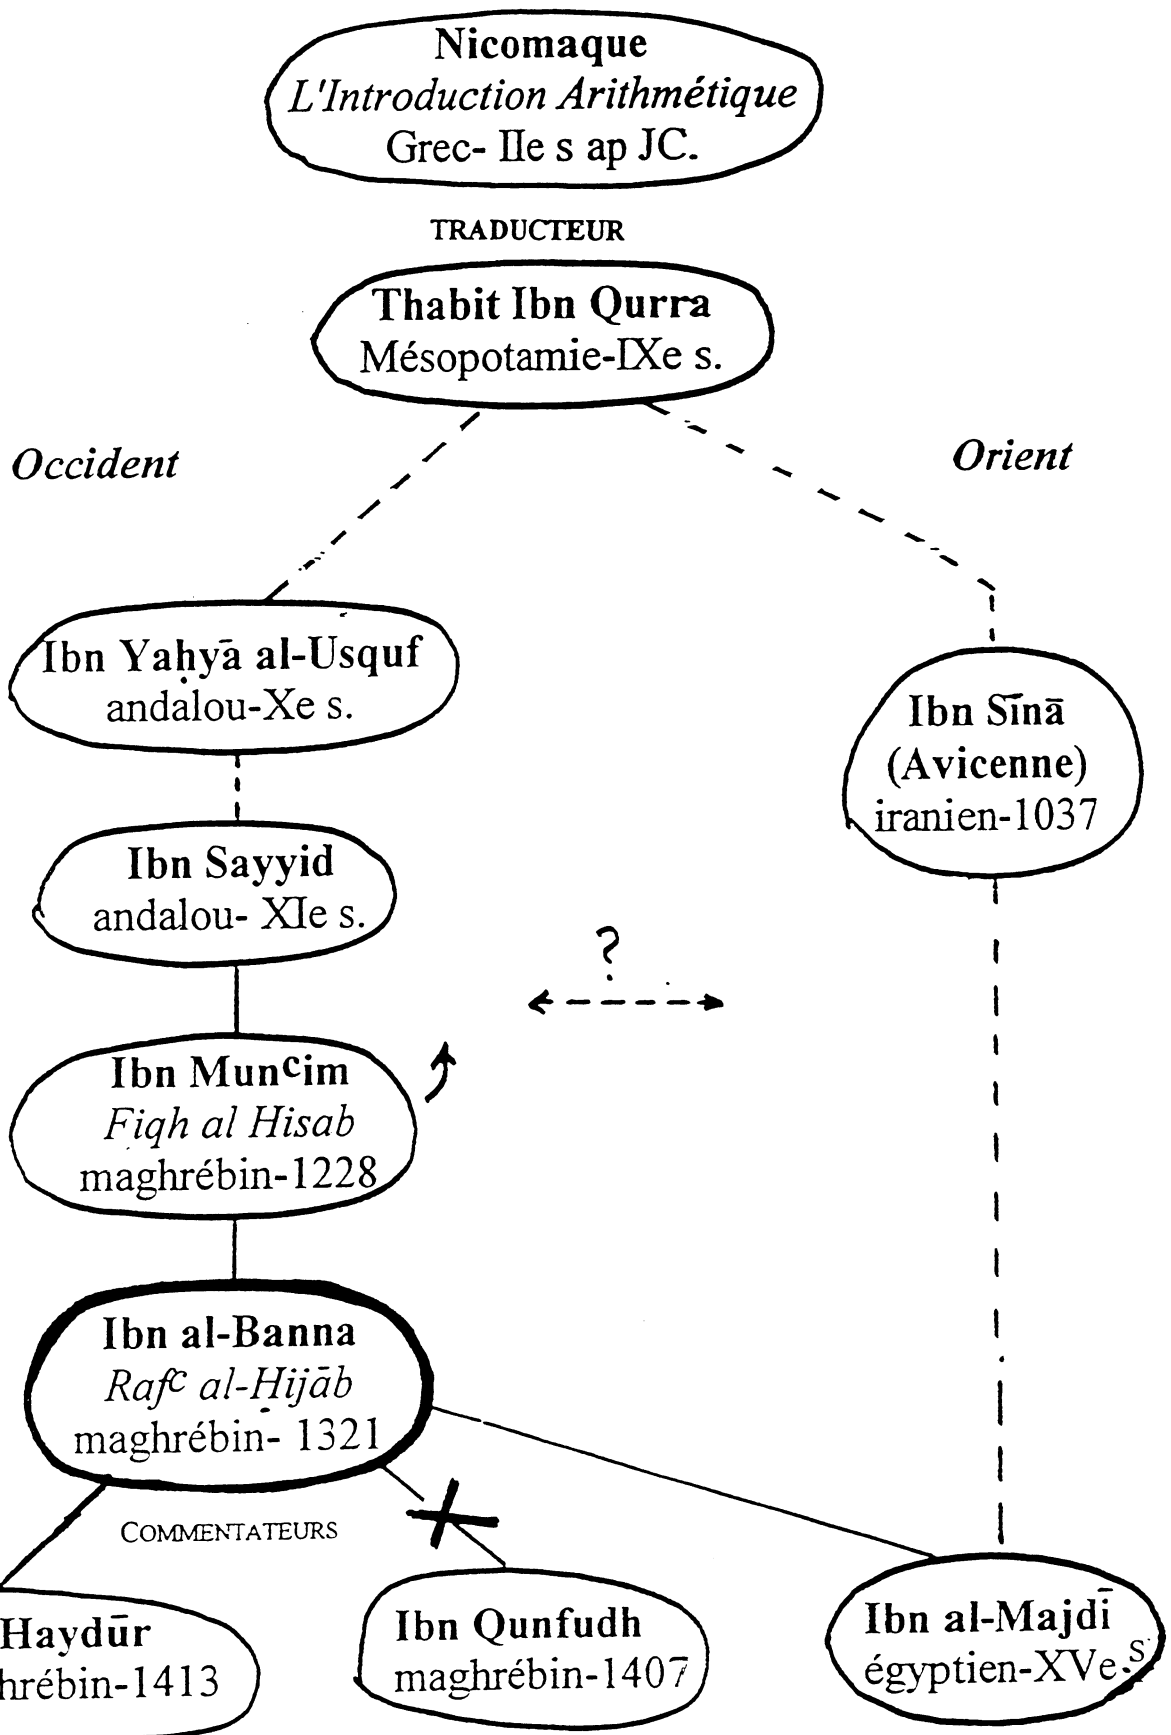 Nicomaque
L'Introduction Arithmétique
Grec- IIe s ap JC.
TRADUCTEUR
Thabit Ibn Qurra
Mésopotamie-IXe s.
Occident
Orient
Ibn Yaḥyā al-Usquf
andalou-Xe s.
Ibn Sīnā
(Avicenne)
iranien-1037
Ibn Sayyid
andalou- XIe s.
?
Ibn Munᶜim
Fiqh al Hisab
maghrébin-1228
Ibn al-Banna
Rafᶜ al-Hijāb
maghrébin- 1321
COMMENTATEURS
Haydūr
hrébin-1413
Ibn Qunfudh
maghrébin-1407
Ibn al-Majdī
égyptien-XVe.s